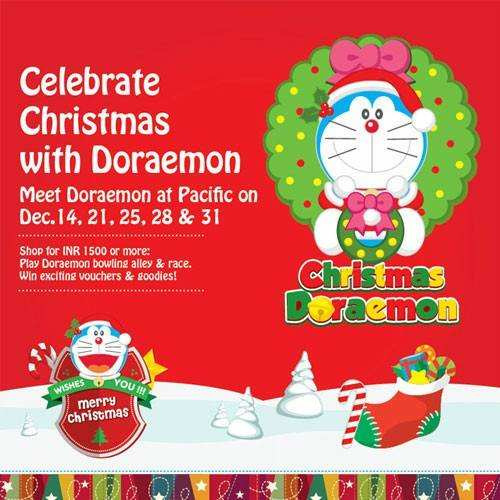 Celebrate
Christmas
with Doraemon
Meet Doraemon at Pacific on
Dec.14, 21, 25, 28 & 31
Shop for INR 1500 or more:
Play Doraemon bowling alley & race.
Win exciting vouchers & goodies!
Christmas
Doraemon
WISHES YOU !!!
merry
Christmas